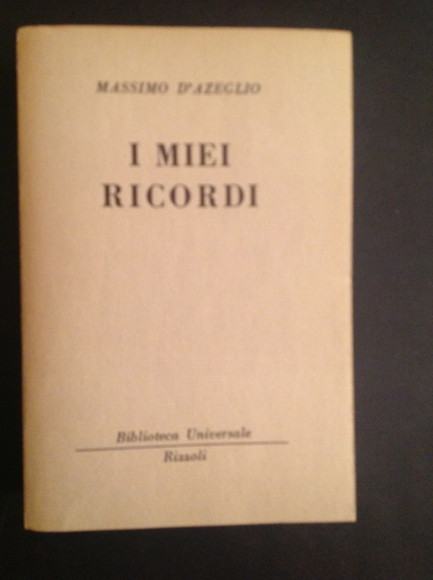 MASSIMO D'AZEGLIO
I MIEI
RICORDI
Biblioteca Universale
Rizzoli